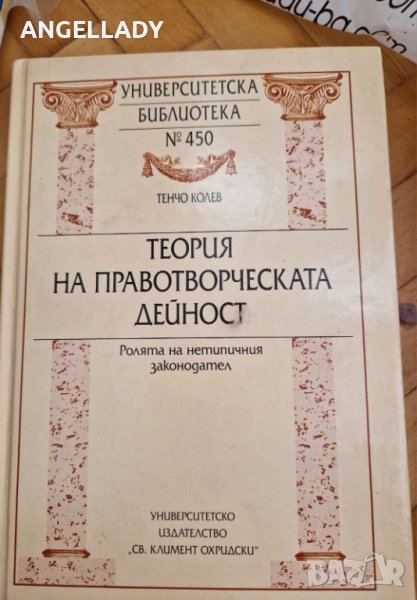 ANGELLADY
УНИВЕРСИТЕТСКА
БИБЛИОТЕКА
№ 450
ТЕНЧО КОЛЕВ
ТЕОРИЯ
НА ПРАВОТВОРЧЕСКАТА
ДЕЙНОСТ
Ролята на нетипичния
законодател
УНИВЕРСИТЕТСКО
ИЗДАТЕЛСТВО
„СВ. КЛИМЕНТ ОХРИДСКИ"
BAZAR